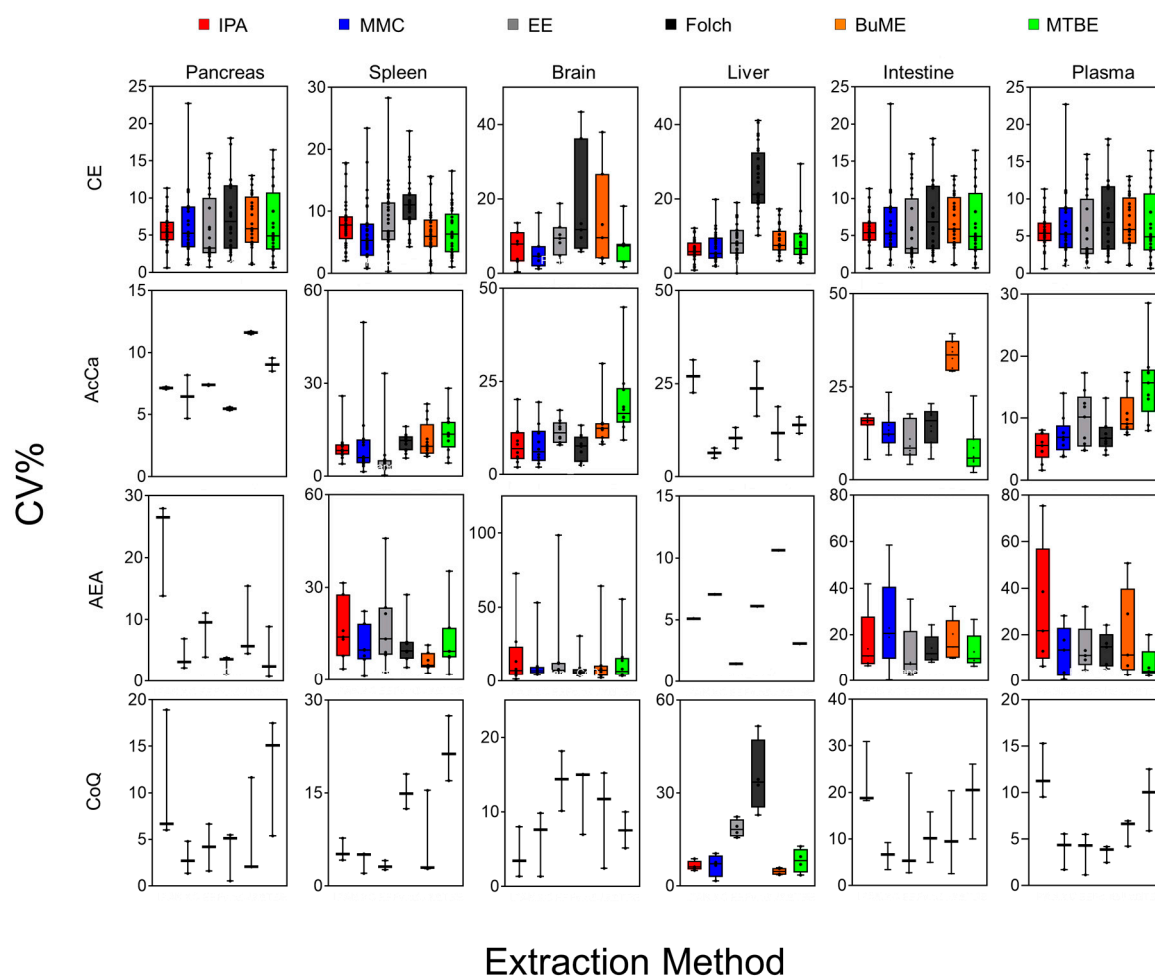 IPA MMC EE Folch BuME MTBE
Pancreas Spleen Brain Liver Intestine Plasma
CV%
CE
25 20 15 10 5 0
30 20 10 0
40 20 0
40 20 0
25 20 15 10 5 0
25 20 15 10 5 0
AcCa
15 10 5 0
60 30 0
50 25 0
50 25 0
50 25 0
30 20 10 0
AEA
30 20 10 0
60 30 0
100 50 0
15 10 5 0
80 60 40 20 0
80 60 40 20 0
CoQ
20 15 10 5 0
30 15 0
20 10 0
60 30 0
40 30 20 10 0
20 15 10 5 0
Extraction Method